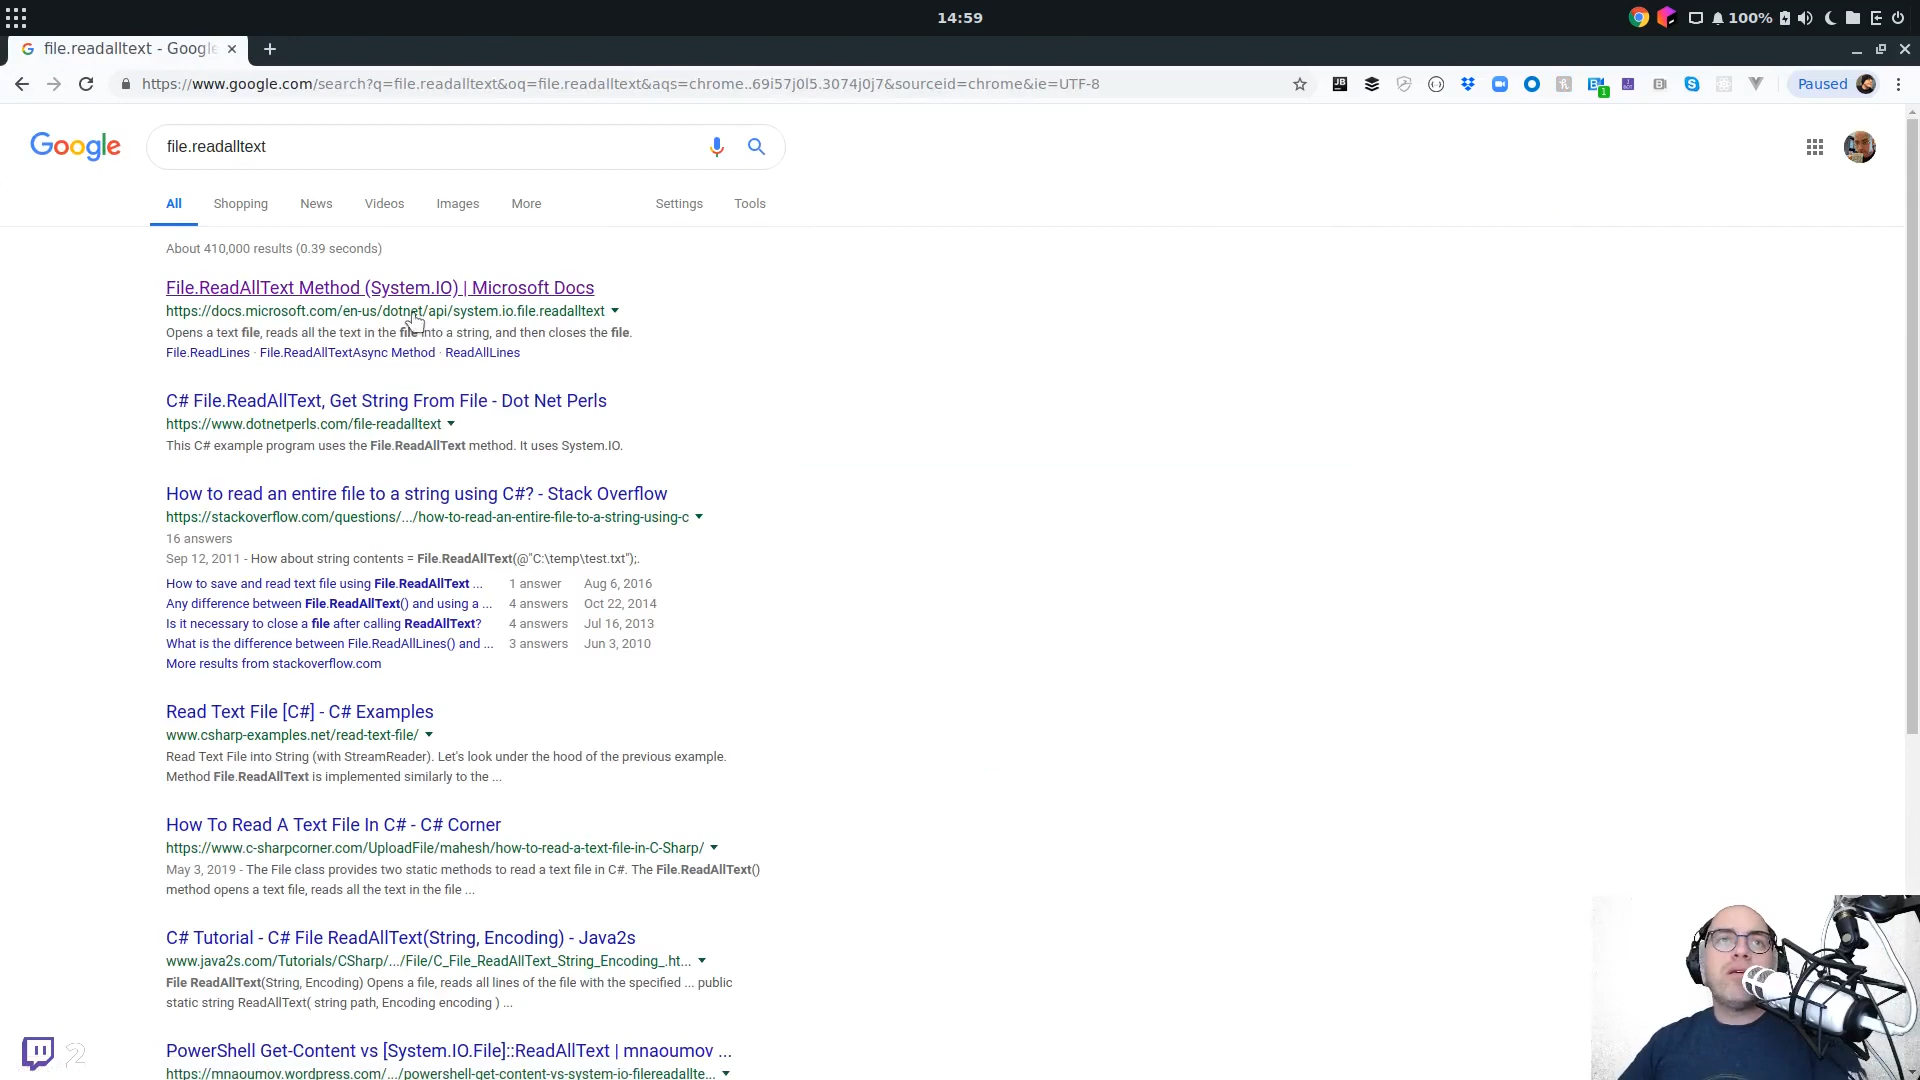 14:59
100%
file.readalltext - Google
https://www.google.com/search?q=file.readalltext&oq=file.readalltext&aqs=chrome..69i57j0l5.3074j0j7&sourceid=chrome&ie=UTF-8
Paused
Google
file.readalltext
All
Shopping
News
Videos
Images
More
Settings
Tools
About 410,000 results (0.39 seconds)
File.ReadAllText Method (System.IO) | Microsoft Docs
https://docs.microsoft.com/en-us/dotnet/api/system.io.file.readalltext
Opens a text file, reads all the text in the file into a string, and then closes the file.
File.ReadLines · File.ReadAllTextAsync Method · ReadAllLines
C# File.ReadAllText, Get String From File - Dot Net Perls
https://www.dotnetperls.com/file-readalltext
This C# example program uses the File.ReadAllText method. It uses System.IO.
How to read an entire file to a string using C#? - Stack Overflow
https://stackoverflow.com/questions/.../how-to-read-an-entire-file-to-a-string-using-c
16 answers
Sep 12, 2011 - How about string contents = File.ReadAllText(@"C:\temp\test.txt");.
How to save and read text file using File.ReadAllText ... 1 answer Aug 6, 2016
Any difference between File.ReadAllText() and using a ... 4 answers Oct 22, 2014
Is it necessary to close a file after calling ReadAllText? 4 answers Jul 16, 2013
What is the difference between File.ReadAllLines() and ... 3 answers Jun 3, 2010
More results from stackoverflow.com
Read Text File [C#] - C# Examples
www.csharp-examples.net/read-text-file/
Read Text File into String (with StreamReader). Let's look under the hood of the previous example.
Method File.ReadAllText is implemented similarly to the ...
How To Read A Text File In C# - C# Corner
https://www.c-sharpcorner.com/UploadFile/mahesh/how-to-read-a-text-file-in-C-Sharp/
May 3, 2019 - The File class provides two static methods to read a text file in C#. The File.ReadAllText()
method opens a text file, reads all the text in the file ...
C# Tutorial - C# File ReadAllText(String, Encoding) - Java2s
www.java2s.com/Tutorials/CSharp/.../File/C_File_ReadAllText_String_Encoding_.ht...
File ReadAllText(String, Encoding) Opens a file, reads all lines of the file with the specified ... public
static string ReadAllText( string path, Encoding encoding ) ...
PowerShell Get-Content vs [System.IO.File]::ReadAllText | mnaoumov ...
https://mnaoumov.wordpress.com/.../powershell-get-content-vs-system-io-filereadallte...
2